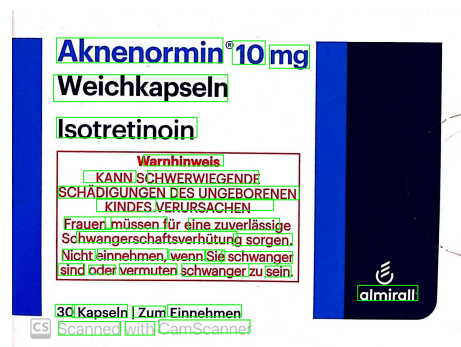 Aknenormin® 10 mg
Weichkapseln
Isotretinoin
Warnhinweis
KANN SCHWERWIEGENDE
SCHÄDIGUNGEN DES UNGEBORENEN
KINDES VERURSACHEN
Frauen müssen für eine zuverlässige
Schwangerschaftsverhütung sorgen.
Nicht einnehmen, wenn Sie schwanger
sind oder vermuten schwanger zu sein.
almirall
30 Kapseln | Zum Einnehmen
CS Scanned with CamScanner